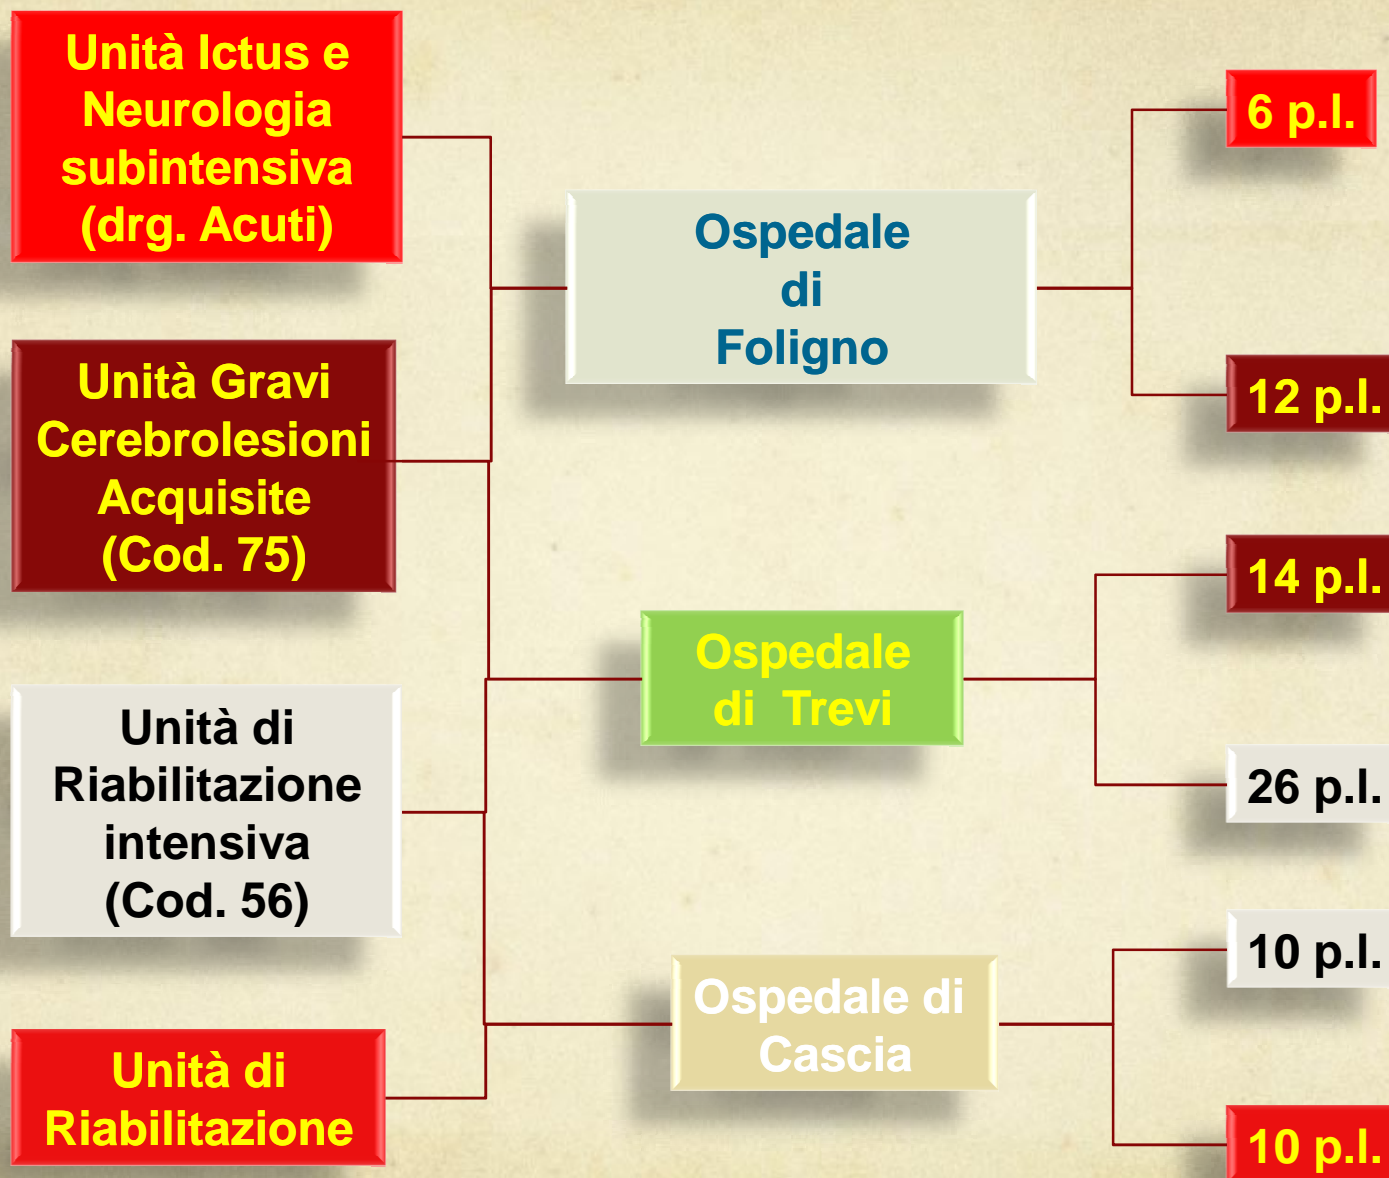 Unità Ictus e
Neurologia
subintensiva
(drg. Acuti)
Unità Gravi
Cerebrolesioni
Acquisite
(Cod. 75)
Unità di
Riabilitazione
intensiva
(Cod. 56)
Unità di
Riabilitazione
Ospedale
di
Foligno
Ospedale
di Trevi
Ospedale di
Cascia
6 p.l.
12 p.l.
14 p.l.
26 p.l.
10 p.l.
10 p.l.